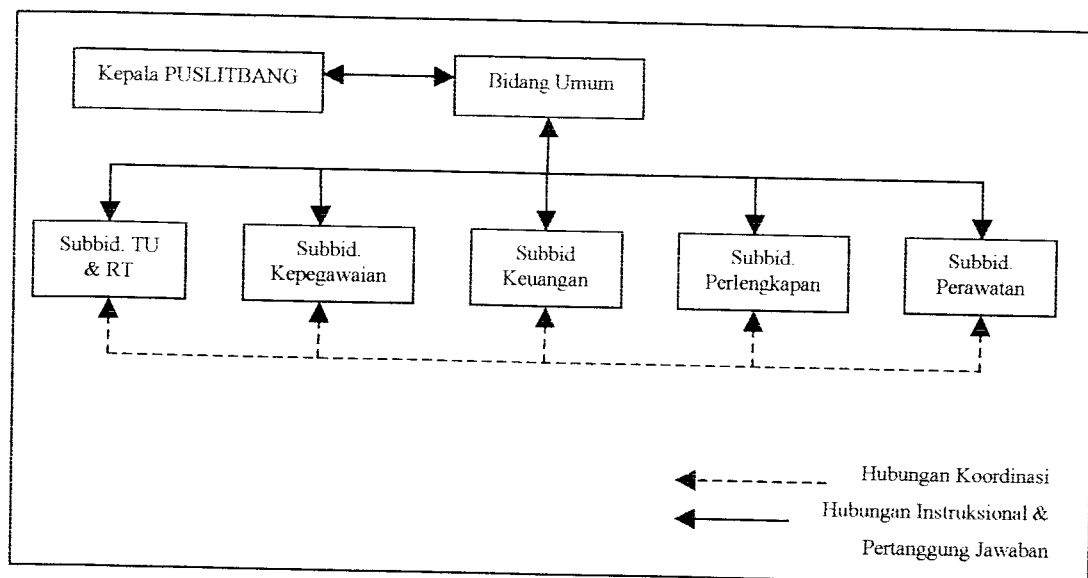 Kepala PUSLITBANG
Bidang Umum
Subbid. TU
& RT
Subbid.
Kepegawaian
Subbid
Keuangan
Subbid.
Perlengkapan
Subbid.
Perawatan
Hubungan Koordinasi
Hubungan Instruksional &
Pertanggung Jawaban